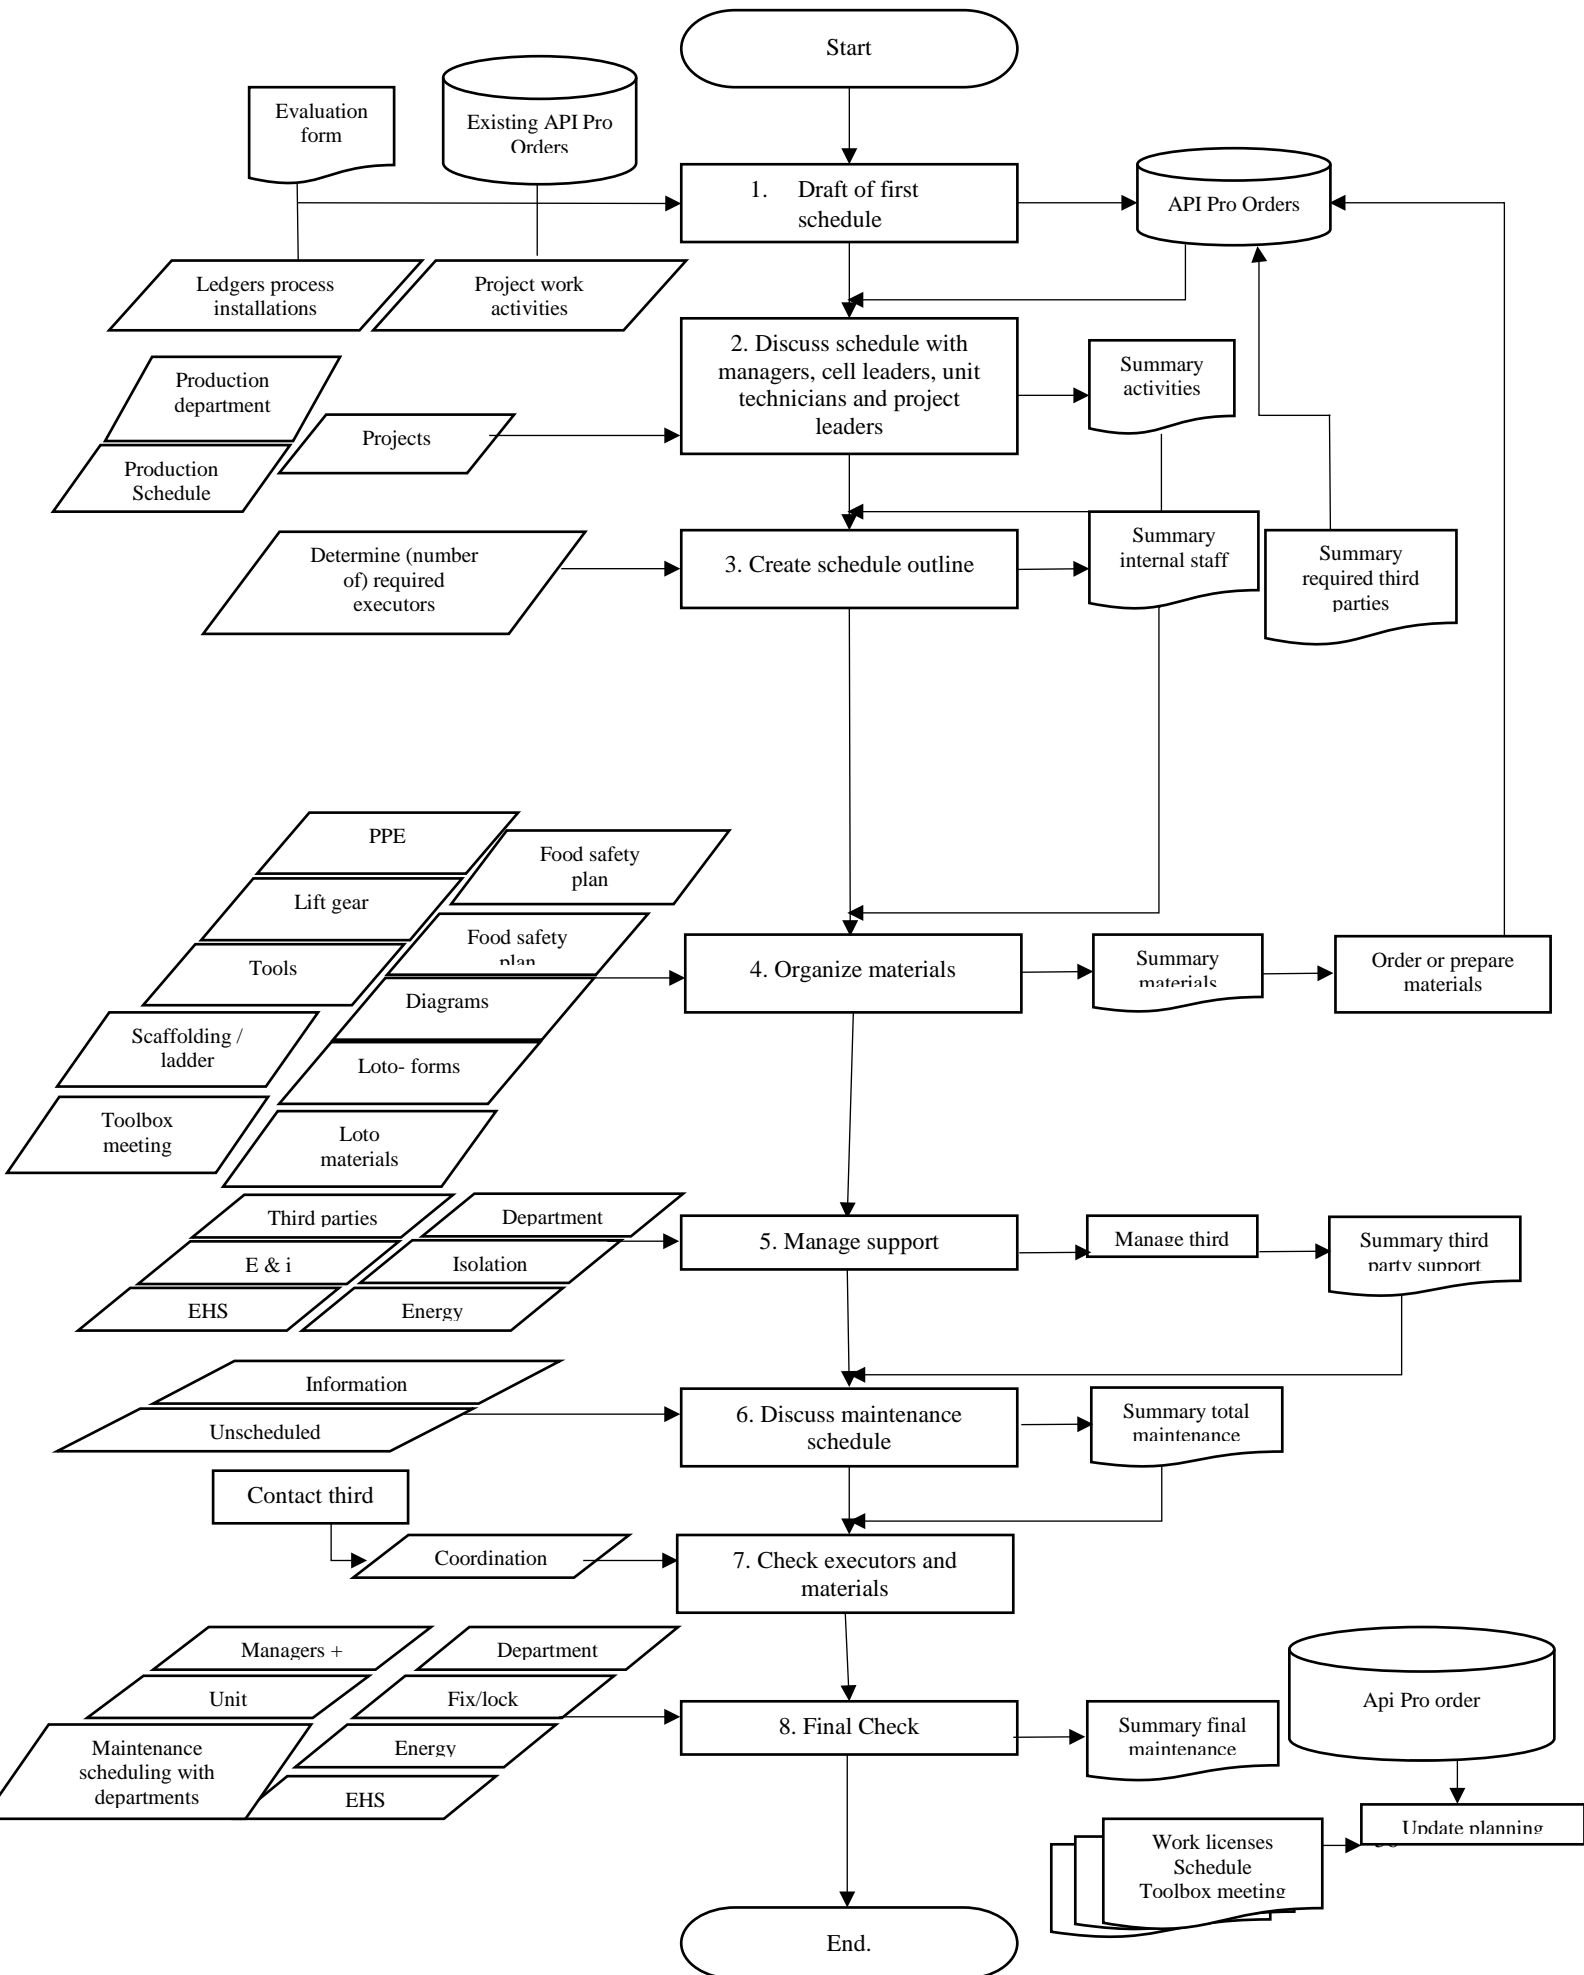 Start
Evaluation
form
Existing API Pro
Orders
1. Draft of first
schedule
API Pro Orders
Ledgers process
installations
Project work
activities
2. Discuss schedule with
managers, cell leaders, unit
technicians and project
leaders
Summary
activities
Production
department
Projects
Production
Schedule
Determine (number
of) required
executors
3. Create schedule outline
Summary
internal staff
Summary
required third
parties
PPE
Food safety
plan
Lift gear
Food safety
plan
Tools
Diagrams
4. Organize materials
Summary
materials
Order or prepare
materials
Scaffolding /
ladder
Loto- forms
Toolbox
meeting
Loto
materials
Third parties
Department
E & i
Isolation
EHS
Energy
5. Manage support
Manage third
Summary third
party support
Information
Unscheduled
6. Discuss maintenance
schedule
Summary total
maintenance
Contact third
Coordination
7. Check executors and
materials
Managers +
Department
Unit
Fix/lock
Maintenance
scheduling with
departments
Energy
EHS
8. Final Check
Summary final
maintenance
Api Pro order
Update planning
Work licenses
Schedule
Toolbox meeting
End.